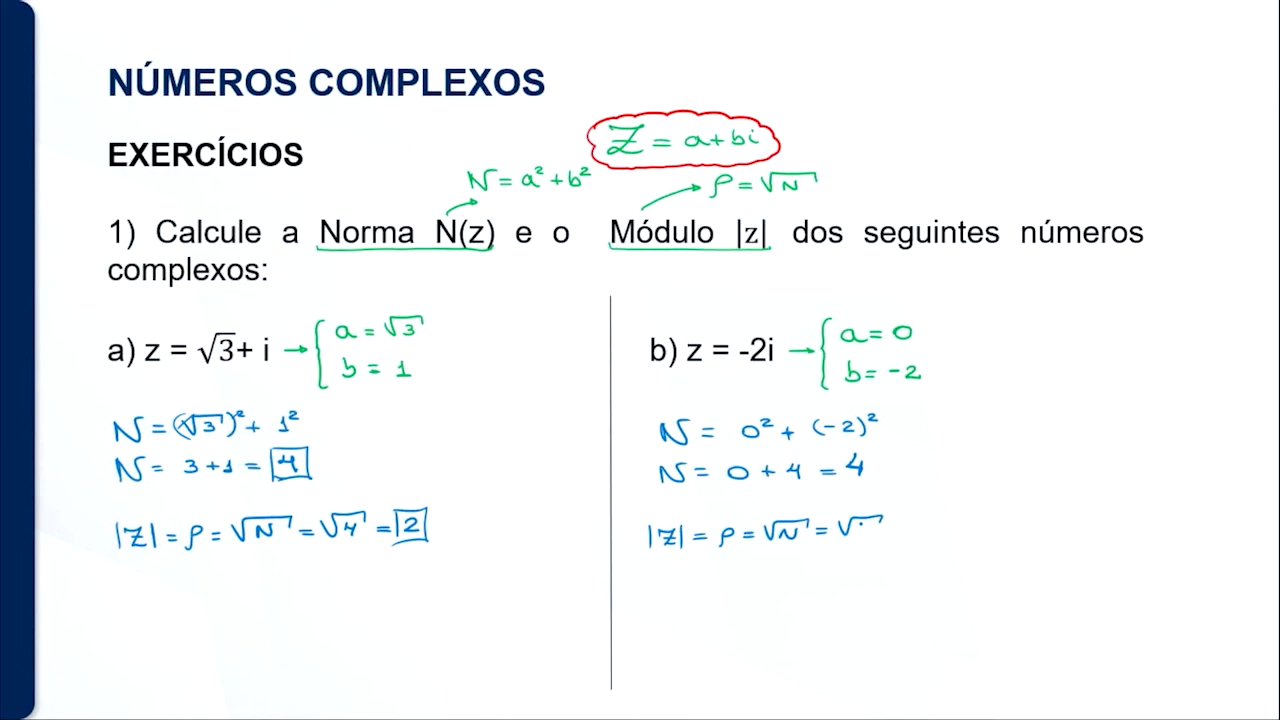 NÚMEROS COMPLEXOS
Z = a+bi
EXERCÍCIOS
N = a² + b²
ρ = √N
1) Calcule a Norma N(z) e o Módulo |z| dos seguintes números
complexos:
a) z = √3+ i → { a = √3
b = 1
N = (√3)² + 1²
N = 3+1 = 4
|Z| = ρ = √N = √4 = 2
b) z = -2i → { a = 0
b = -2
N = 0² + (-2)²
N = 0 + 4 = 4
|Z| = ρ = √N = √